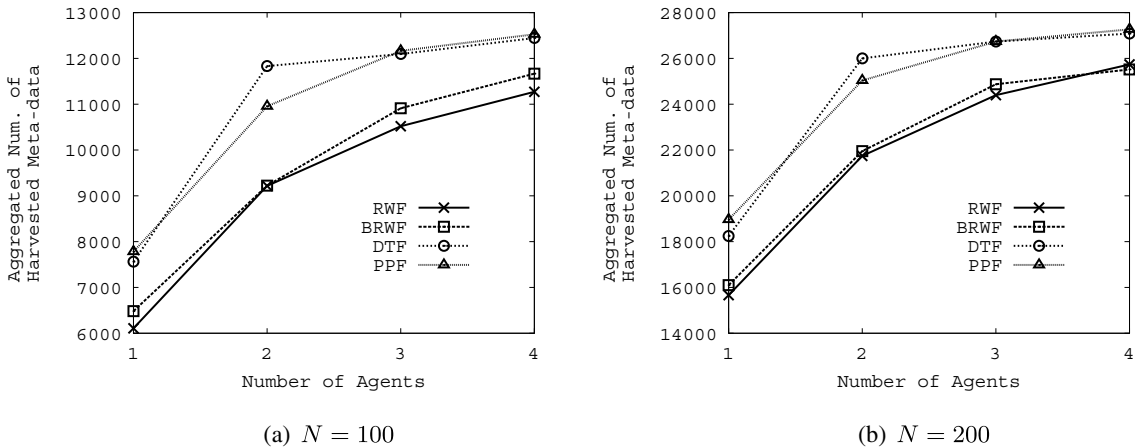 13000
12000
11000
10000
9000
8000
7000
6000
Aggregated Num. of
Harvested Meta-data
RWF
BRWF
DTF
PPF
1 2 3 4
Number of Agents
(a) N = 100
28000
26000
24000
22000
20000
18000
16000
14000
Aggregated Num. of
Harvested Meta-data
RWF
BRWF
DTF
PPF
1 2 3 4
Number of Agents
(b) N = 200